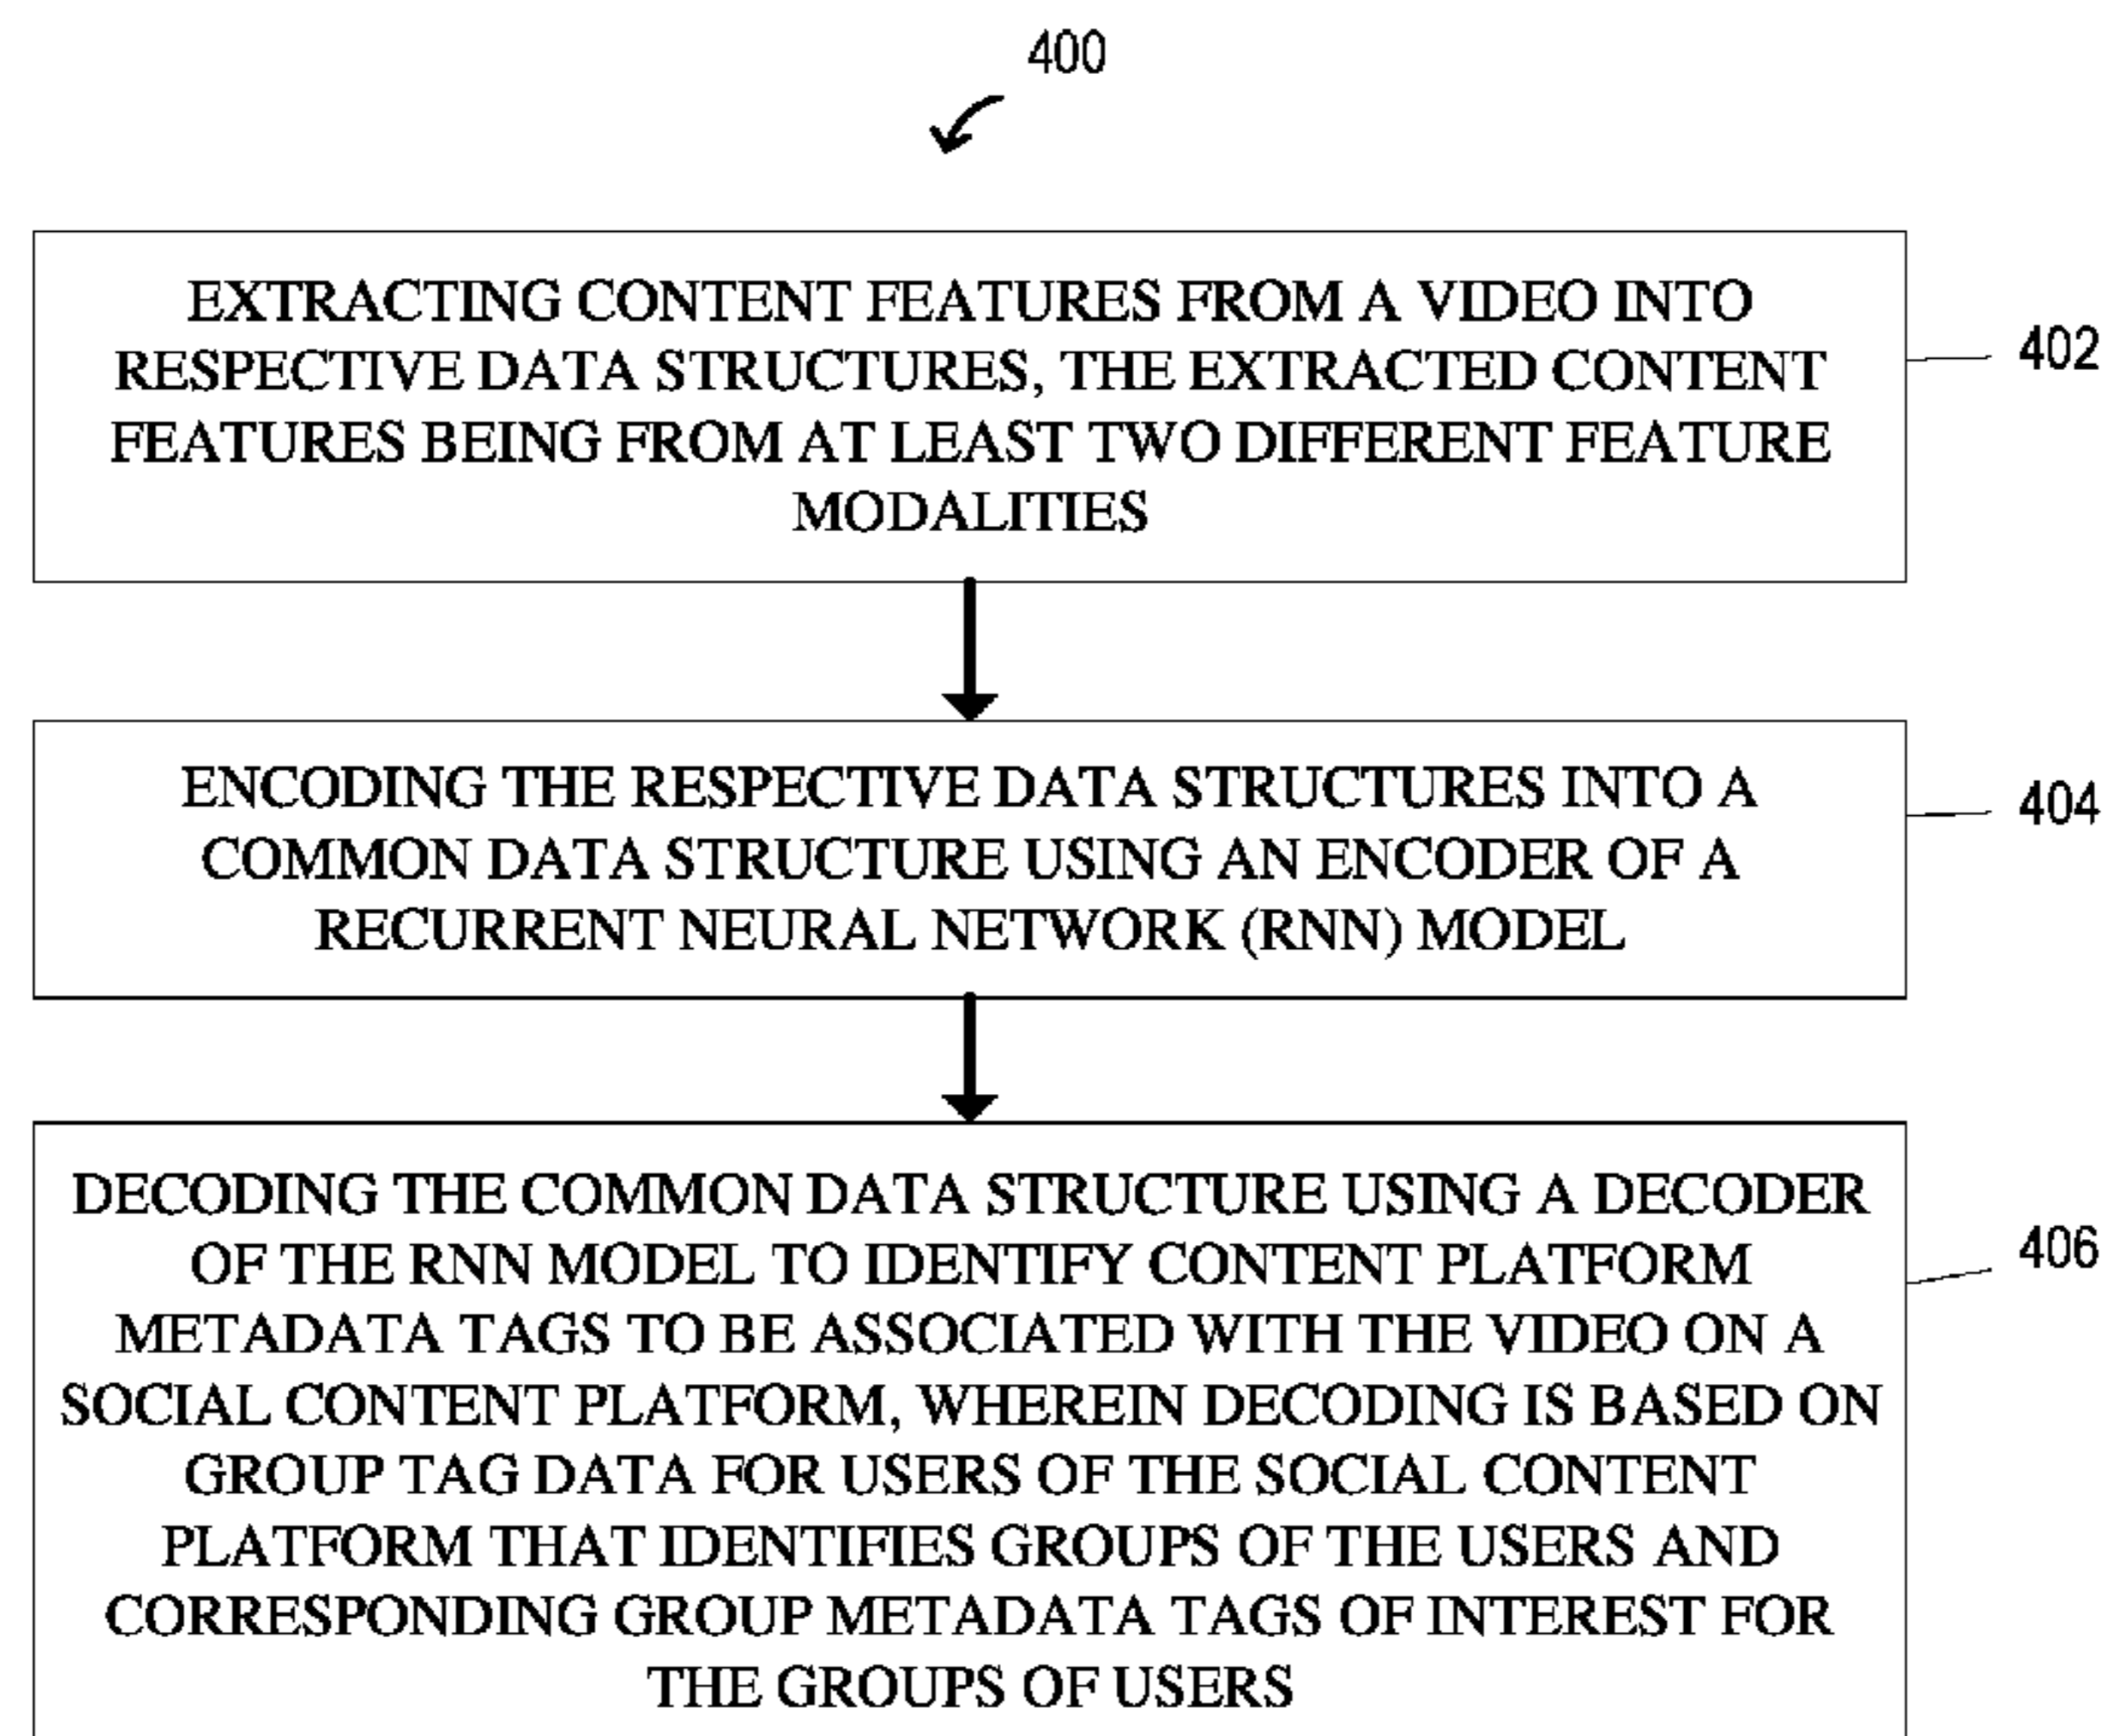 400
EXTRACTING CONTENT FEATURES FROM A VIDEO INTO
RESPECTIVE DATA STRUCTURES, THE EXTRACTED CONTENT
FEATURES BEING FROM AT LEAST TWO DIFFERENT FEATURE
MODALITIES
402
ENCODING THE RESPECTIVE DATA STRUCTURES INTO A
COMMON DATA STRUCTURE USING AN ENCODER OF A
RECURRENT NEURAL NETWORK (RNN) MODEL
404
DECODING THE COMMON DATA STRUCTURE USING A DECODER
OF THE RNN MODEL TO IDENTIFY CONTENT PLATFORM
METADATA TAGS TO BE ASSOCIATED WITH THE VIDEO ON A
SOCIAL CONTENT PLATFORM, WHEREIN DECODING IS BASED ON
GROUP TAG DATA FOR USERS OF THE SOCIAL CONTENT
PLATFORM THAT IDENTIFIES GROUPS OF THE USERS AND
CORRESPONDING GROUP METADATA TAGS OF INTEREST FOR
THE GROUPS OF USERS
406